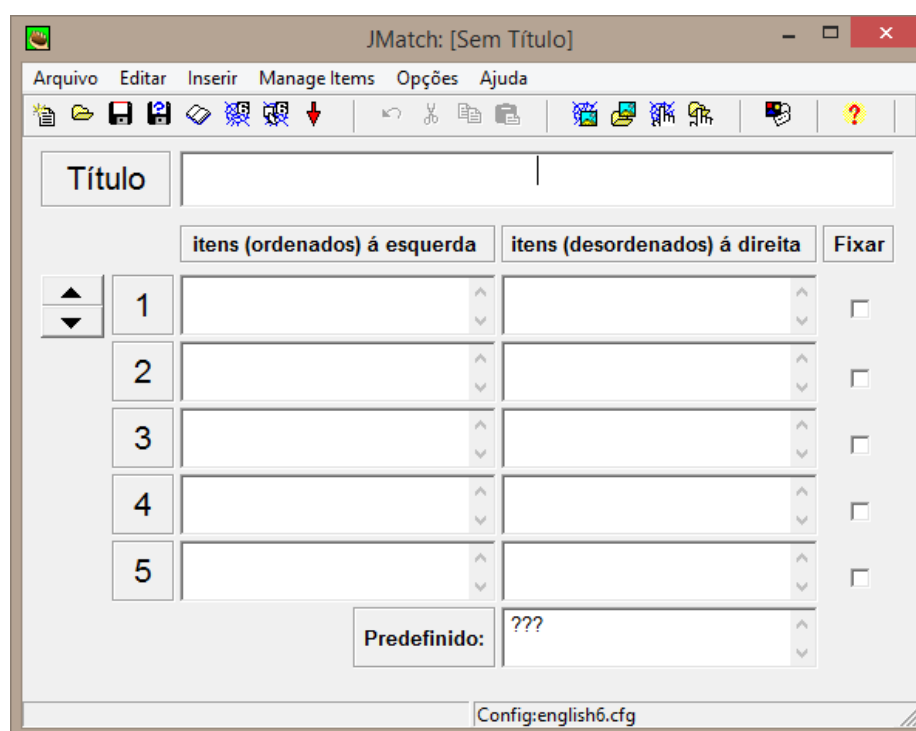 JMatch: [Sem Título]
Arquivo Editar Inserir Manage Items Opções Ajuda
Título
itens (ordenados) á esquerda itens (desordenados) á direita Fixar
1
2
3
4
5
Predefinido: ???
Config:english6.cfg